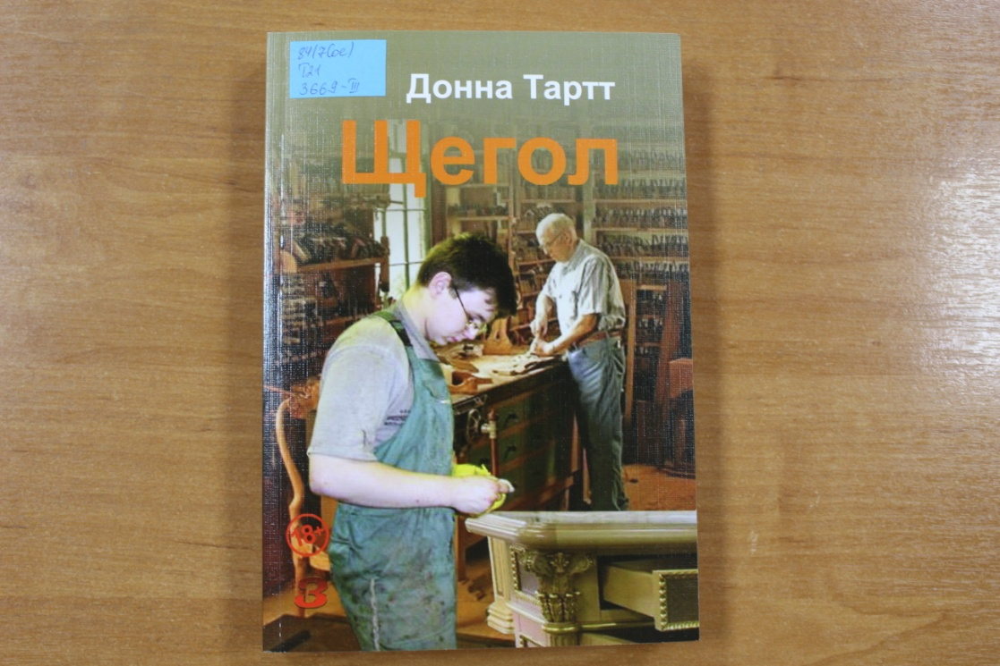 84(7Сое)
Т21
3669-III
Донна Тартт
Щегол
18+
3